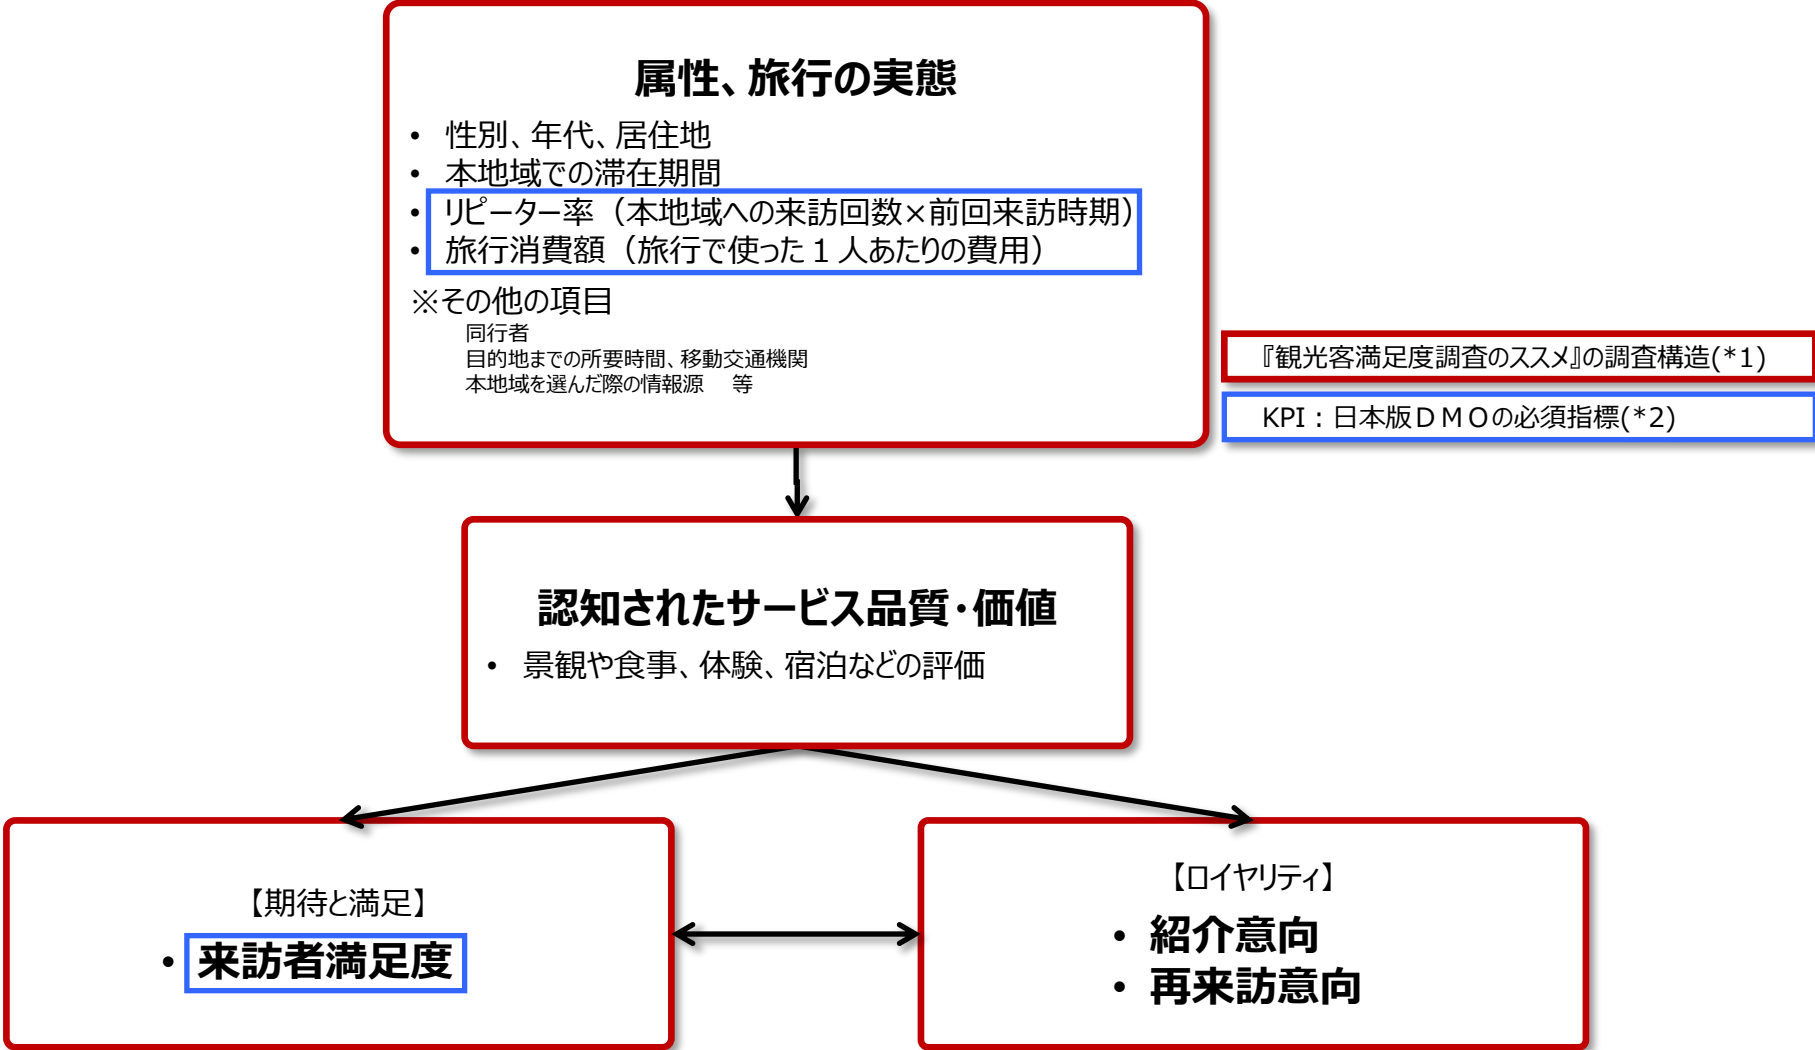 属性、旅行の実態
• 性別、年代、居住地
• 本地域での滞在期間
• リピーター率（本地域への来訪回数×前回来訪時期）
• 旅行消費額（旅行で使った１人あたりの費用）
※その他の項目
同行者
目的地までの所要時間、移動交通機関
本地域を選んだ際の情報源　等
『観光客満足度調査のススメ』の調査構造(*1)
KPI：日本版ＤＭＯの必須指標(*2)
認知されたサービス品質・価値
• 景観や食事、体験、宿泊などの評価
【期待と満足】
• 来訪者満足度
【ロイヤリティ】
• 紹介意向
• 再来訪意向